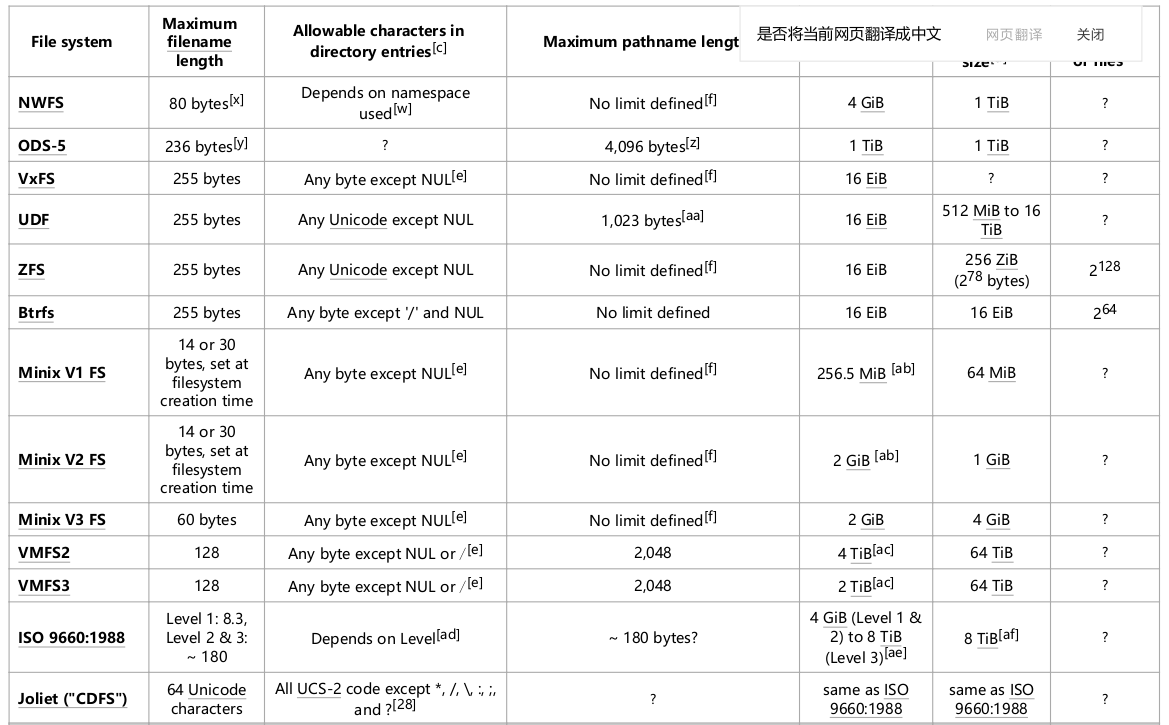 File system
Maximum
filename
length
Allowable characters in
directory entries[c]
Maximum pathname lengt
是否将当前网页翻译成中文
网页翻译
关闭
NWFS
80 bytes[x]
Depends on namespace
used[w]
No limit defined[f]
4 GiB
1 TiB
?
ODS-5
236 bytes[y]
?
4,096 bytes[z]
1 TiB
1 TiB
?
VxFS
255 bytes
Any byte except NUL[e]
No limit defined[f]
16 EiB
?
?
UDF
255 bytes
Any Unicode except NUL
1,023 bytes[aa]
16 EiB
512 MiB to 16
TiB
?
ZFS
255 bytes
Any Unicode except NUL
No limit defined[f]
16 EiB
256 ZiB
(2^78 bytes)
2^128
Btrfs
255 bytes
Any byte except '/' and NUL
No limit defined
16 EiB
16 EiB
2^64
Minix V1 FS
14 or 30
bytes, set at
filesystem
creation time
Any byte except NUL[e]
No limit defined[f]
256.5 MiB [ab]
64 MiB
?
Minix V2 FS
14 or 30
bytes, set at
filesystem
creation time
Any byte except NUL[e]
No limit defined[f]
2 GiB [ab]
1 GiB
?
Minix V3 FS
60 bytes
Any byte except NUL[e]
No limit defined[f]
2 GiB
4 GiB
?
VMFS2
128
Any byte except NUL or /[e]
2,048
4 TiB[ac]
64 TiB
?
VMFS3
128
Any byte except NUL or /[e]
2,048
2 TiB[ac]
64 TiB
?
ISO 9660:1988
Level 1: 8.3,
Level 2 & 3:
~ 180
Depends on Level[ad]
~ 180 bytes?
4 GiB (Level 1 &
2) to 8 TiB
(Level 3)[ae]
8 TiB[af]
?
Joliet ("CDFS")
64 Unicode
characters
All UCS-2 code except *, /, \, :, ;,
and ?[28]
?
same as ISO
9660:1988
same as ISO
9660:1988
?